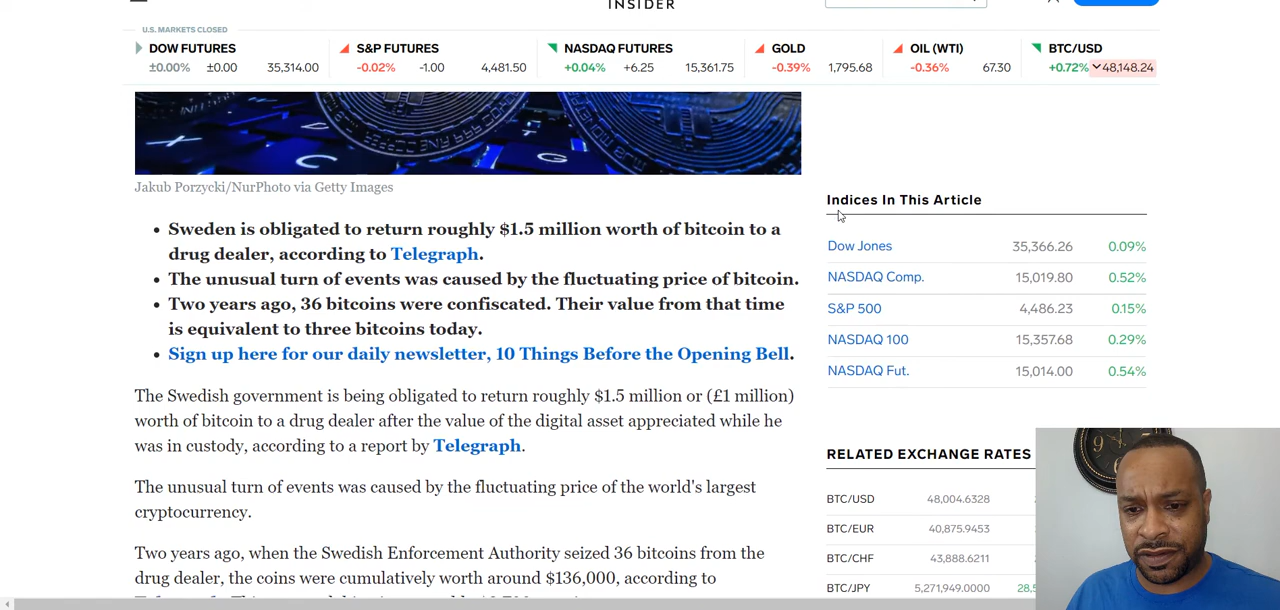 INSIDER
U.S. MARKETS CLOSED
DOW FUTURES
±0.00% ±0.00 35,314.00
S&P FUTURES
-0.02% -1.00 4,481.50
NASDAQ FUTURES
+0.04% +6.25 15,361.75
GOLD
-0.39% 1,795.68
OIL (WTI)
-0.36% 67.30
BTC/USD
+0.72% 48,148.24
Jakub Porzycki/NurPhoto via Getty Images
• Sweden is obligated to return roughly $1.5 million worth of bitcoin to a
drug dealer, according to Telegraph.
• The unusual turn of events was caused by the fluctuating price of bitcoin.
• Two years ago, 36 bitcoins were confiscated. Their value from that time
is equivalent to three bitcoins today.
• Sign up here for our daily newsletter, 10 Things Before the Opening Bell.
The Swedish government is being obligated to return roughly $1.5 million or (£1 million)
worth of bitcoin to a drug dealer after the value of the digital asset appreciated while he
was in custody, according to a report by Telegraph.
The unusual turn of events was caused by the fluctuating price of the world's largest
cryptocurrency.
Two years ago, when the Swedish Enforcement Authority seized 36 bitcoins from the
drug dealer, the coins were cumulatively worth around $136,000, according to
Indices In This Article
Dow Jones 35,366.26 0.09%
NASDAQ Comp. 15,019.80 0.52%
S&P 500 4,486.23 0.15%
NASDAQ 100 15,357.68 0.29%
NASDAQ Fut. 15,014.00 0.54%
RELATED EXCHANGE RATES
BTC/USD 48,004.6328
BTC/EUR 40,875.9453
BTC/CHF 43,888.6211
BTC/JPY 5,271,949.0000